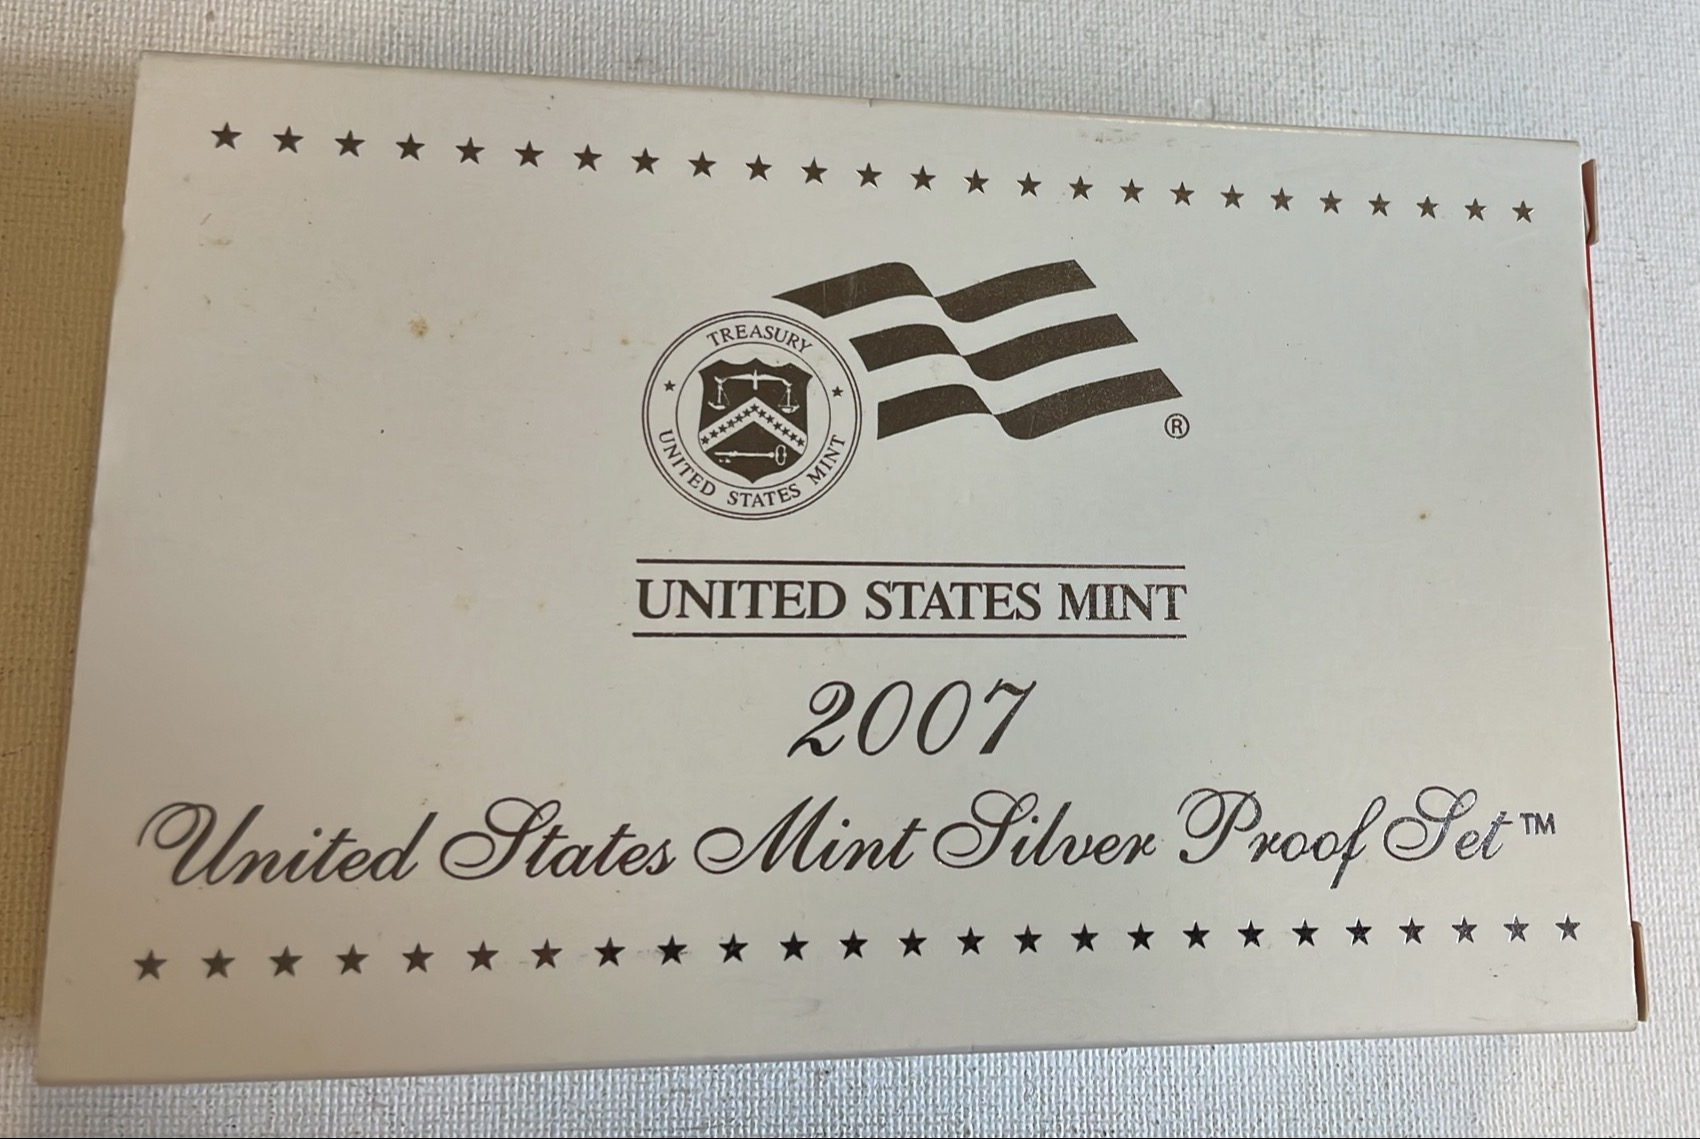 TREASURY
UNITED STATES MINT
®
UNITED STATES MINT
2007
United States Mint Silver Proof Set™